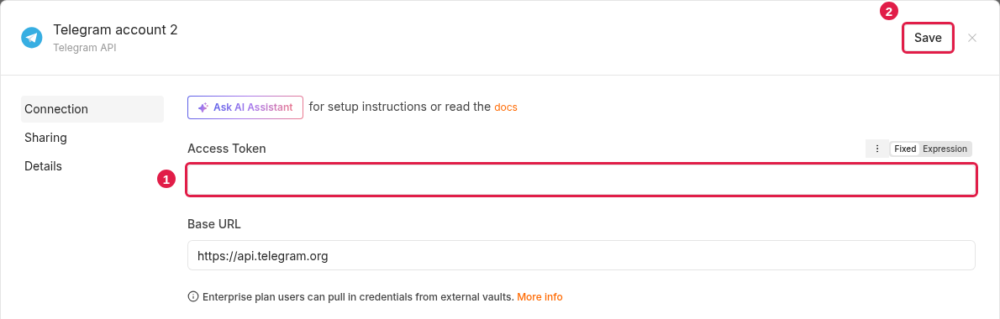 2
Telegram account 2
Save
Telegram API
Connection
Ask AI Assistant for setup instructions or read the docs
Sharing
Access Token
Fixed Expression
Details
1
Base URL
https://api.telegram.org
Enterprise plan users can pull in credentials from external vaults. More info